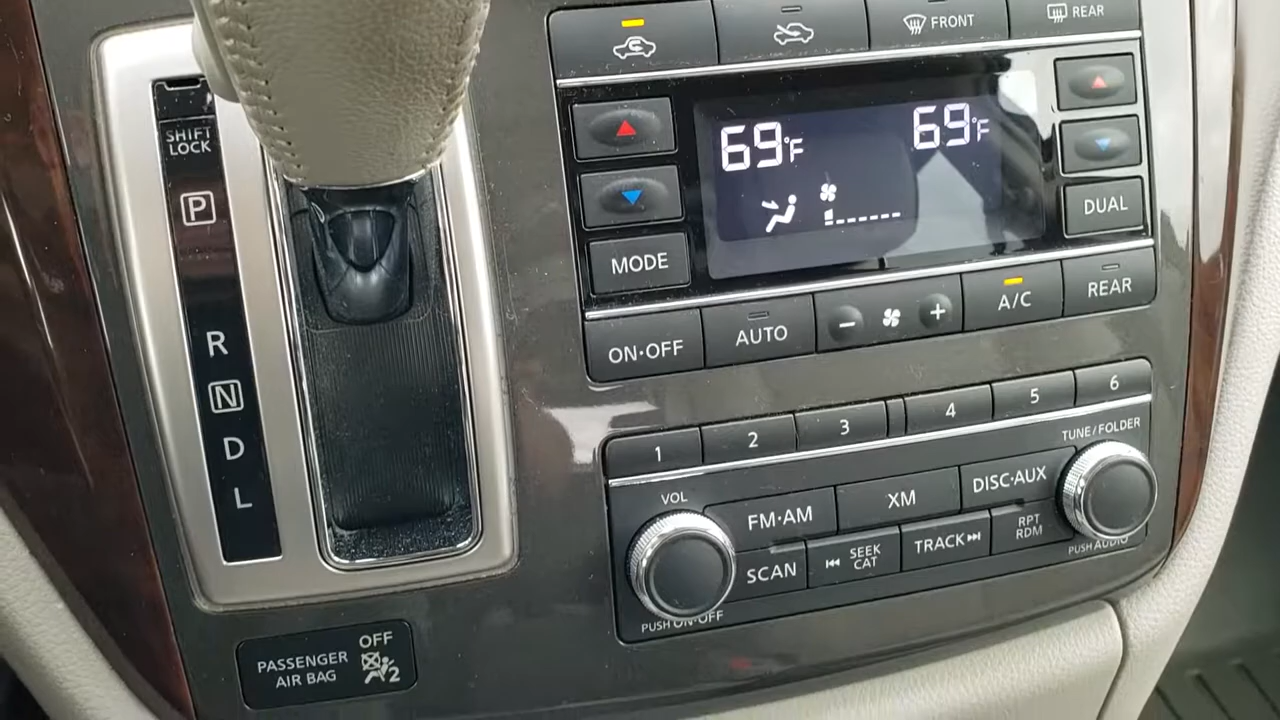 FRONT
REAR
SHIFT
LOCK
P
R
N
D
L
69°F
69°F
DUAL
MODE
ON·OFF
AUTO
− +
A/C
REAR
1
2
3
4
5
6
VOL
TUNE/FOLDER
FM·AM
XM
DISC·AUX
SCAN
SEEK
CAT
TRACK
RPT
RDM
PUSH ON·OFF
PUSH AUDIO
PASSENGER
AIR BAG
OFF
2